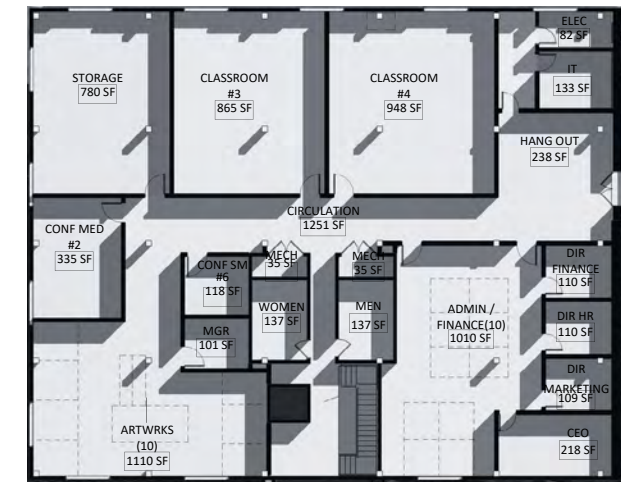 ELEC
82 SF
STORAGE
780 SF
CLASSROOM
#3
865 SF
CLASSROOM
#4
948 SF
IT
133 SF
HANG OUT
238 SF
CIRCULATION
1251 SF
CONF MED
#2
335 SF
MECH
35 SF
MECH
35 SF
CONF SM
#6
118 SF
DIR
FINANCE
110 SF
WOMEN
137 SF
MEN
137 SF
ADMIN /
FINANCE(10)
1010 SF
DIR HR
110 SF
MGR
101 SF
DIR
MARKETING
109 SF
ARTWRKS
(10)
1110 SF
CEO
218 SF